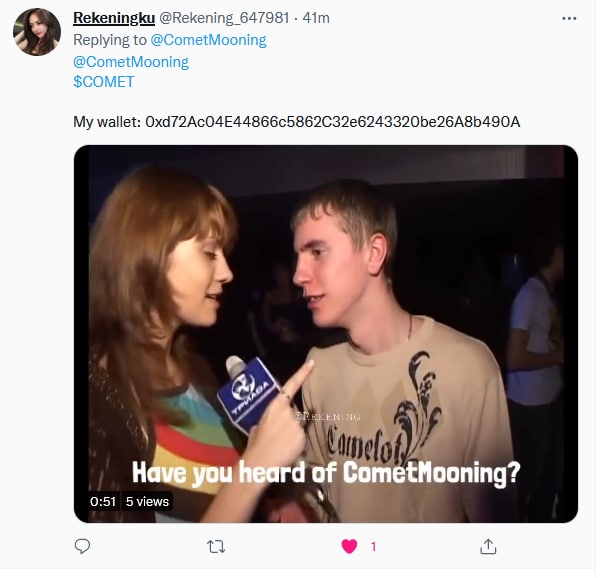 Rekeningku @Rekening_647981 · 41m
Replying to @CometMooning
@CometMooning
$COMET
My wallet: 0xd72Ac04E44866c5862C32e6243320be26A8b490A
ТРИАДА
@REKENING
Camelot
Have you heard of CometMooning?
0:51 5 views
1